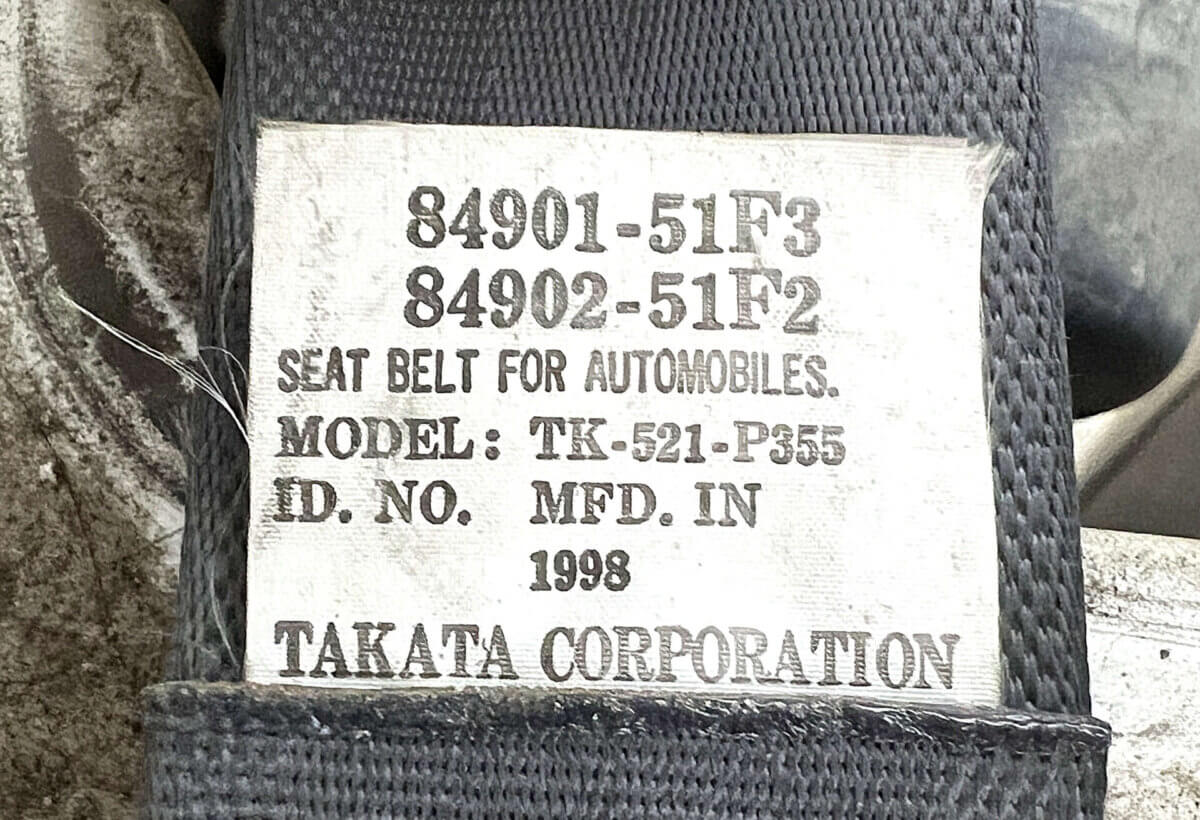 84901-51F3
84902-51F2
SEAT BELT FOR AUTOMOBILES.
MODEL: TK-521-P355
ID. NO. MFD. IN
1998
TAKATA CORPORATION